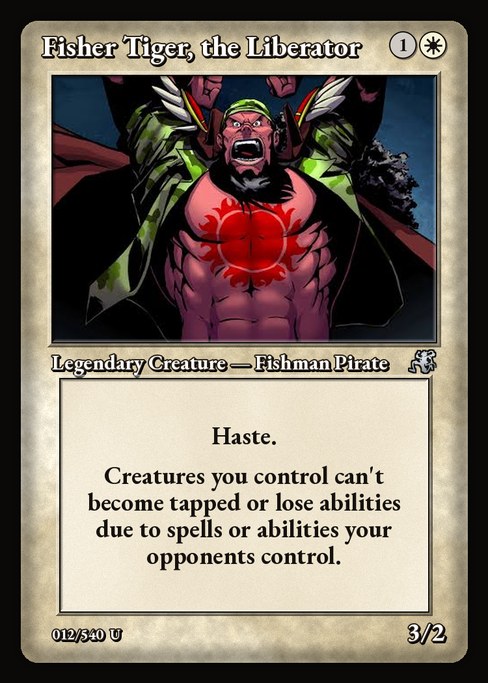 Fisher Tiger, the Liberator 1
Legendary Creature — Fishman Pirate
Haste.
Creatures you control can't
become tapped or lose abilities
due to spells or abilities your
opponents control.
012/540 U 3/2